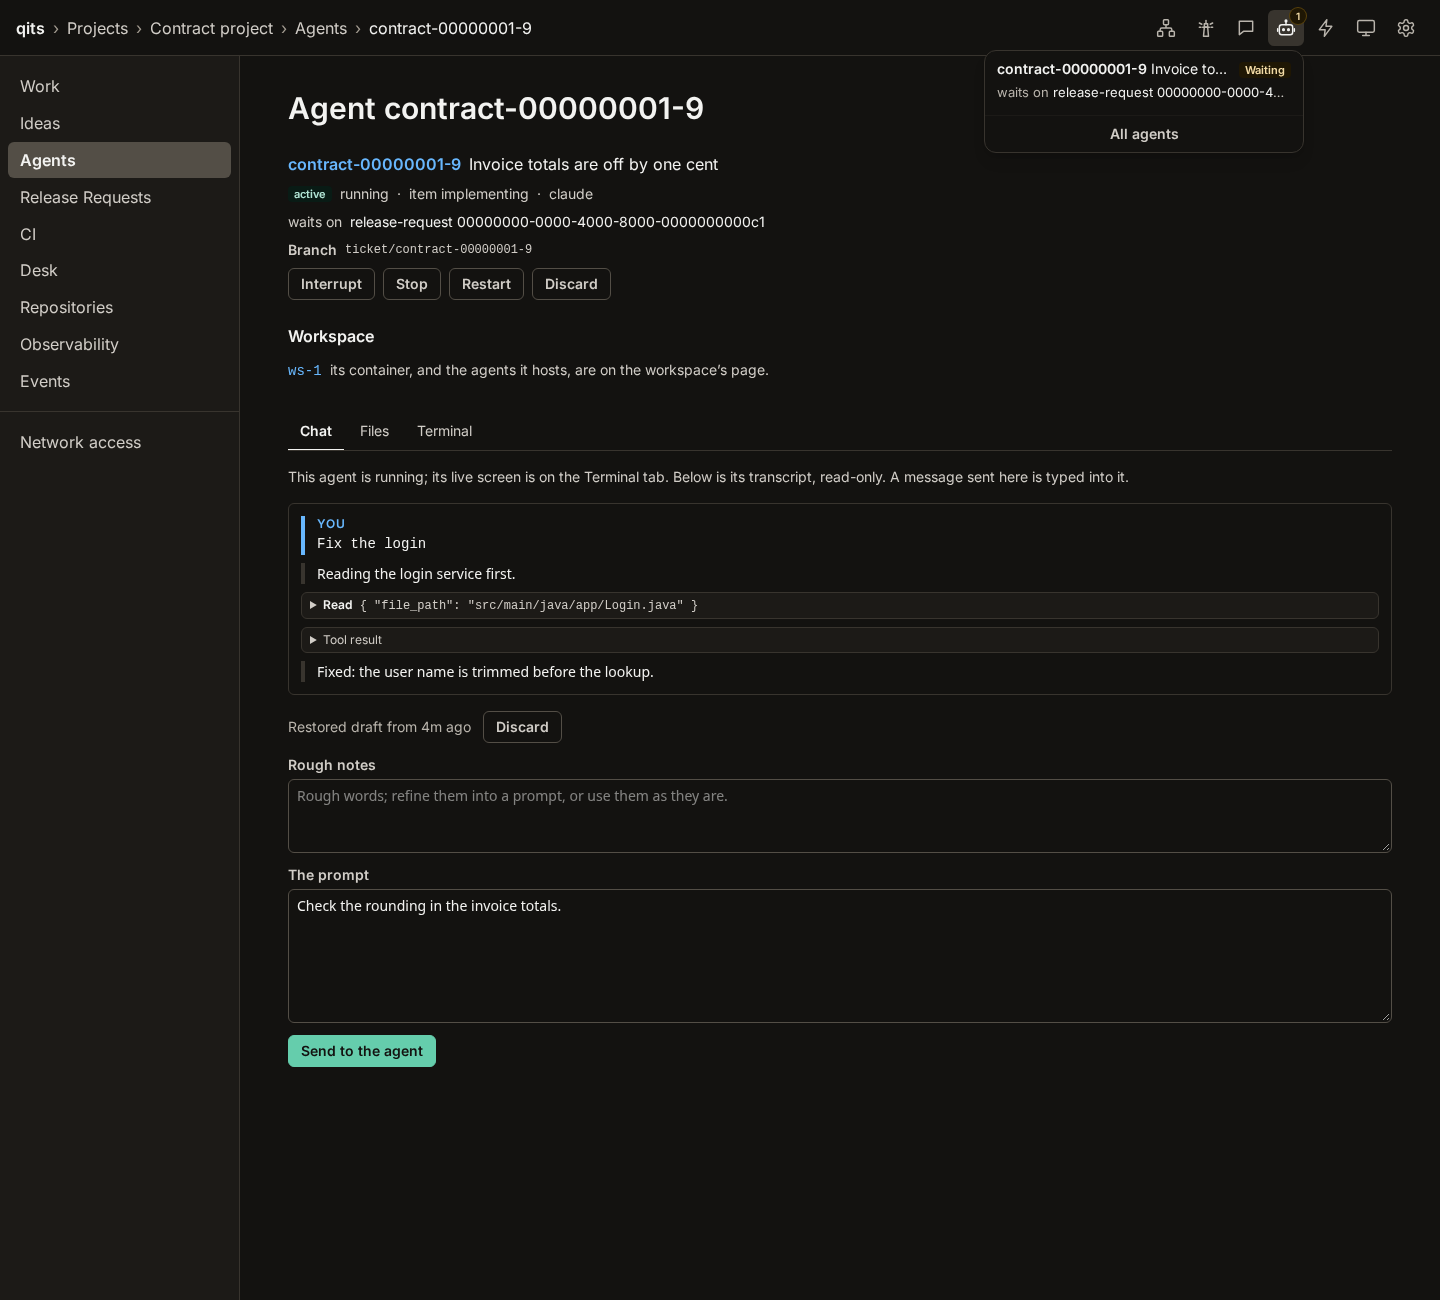 qits › Projects › Contract project › Agents › contract-00000001-9
1
contract-00000001-9 Invoice to... Waiting
waits on release-request 00000000-0000-4...
All agents
Work
Ideas
Agents
Release Requests
CI
Desk
Repositories
Observability
Events
Network access
Agent contract-00000001-9
contract-00000001-9 Invoice totals are off by one cent
active running · item implementing · claude
waits on release-request 00000000-0000-4000-8000-0000000000c1
Branch ticket/contract-00000001-9
Interrupt Stop Restart Discard
Workspace
ws-1 its container, and the agents it hosts, are on the workspace’s page.
Chat Files Terminal
This agent is running; its live screen is on the Terminal tab. Below is its transcript, read-only. A message sent here is typed into it.
YOU
Fix the login
Reading the login service first.
Read { "file_path": "src/main/java/app/Login.java" }
Tool result
Fixed: the user name is trimmed before the lookup.
Restored draft from 4m ago Discard
Rough notes
Rough words; refine them into a prompt, or use them as they are.
The prompt
Check the rounding in the invoice totals.
Send to the agent